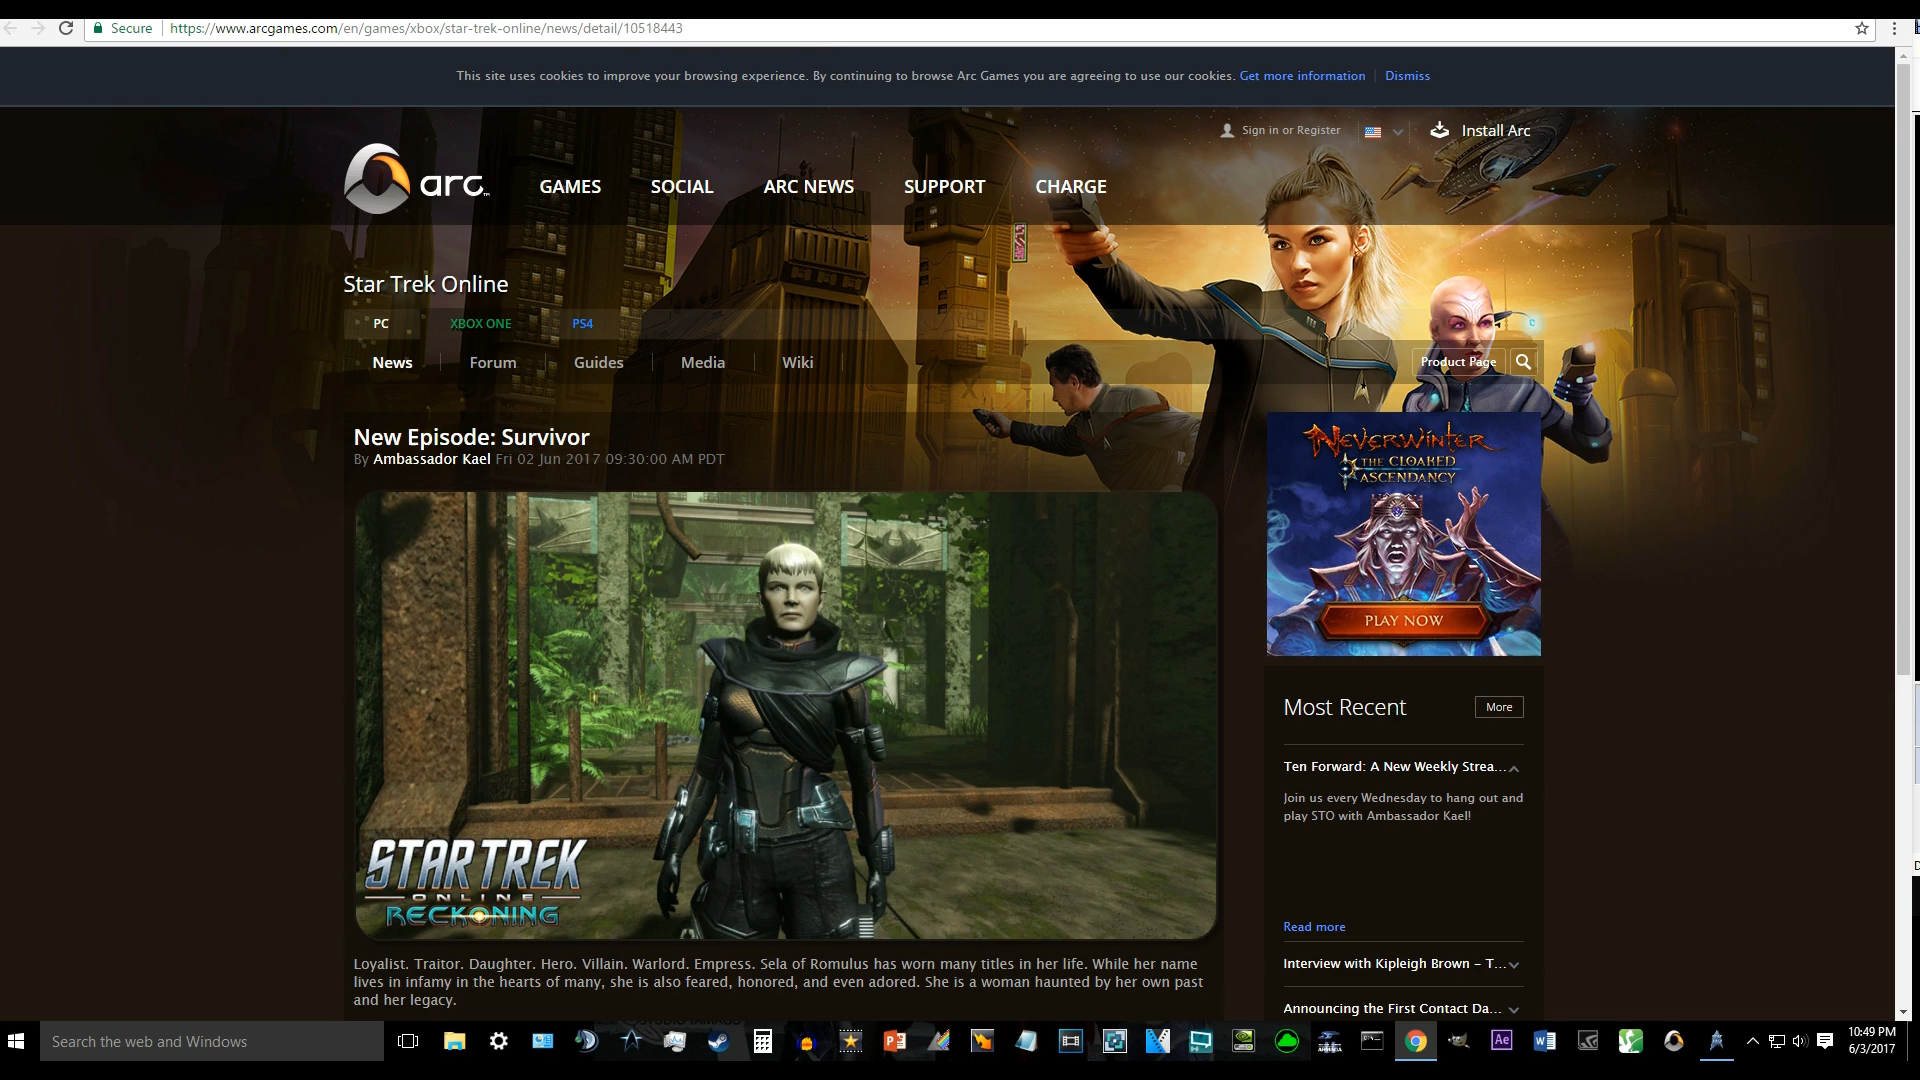 Secure https://www.arcgames.com/en/games/xbox/star-trek-online/news/detail/10518443
This site uses cookies to improve your browsing experience. By continuing to browse Arc Games you are agreeing to use our cookies. Get more information Dismiss
Sign in or Register Install Arc
arc™ GAMES SOCIAL ARC NEWS SUPPORT CHARGE
Star Trek Online
PC XBOX ONE PS4
News Forum Guides Media Wiki Product Page
New Episode: Survivor
By Ambassador Kael Fri 02 Jun 2017 09:30:00 AM PDT
NEVERWINTER
THE CLOAKED
ASCENDANCY
PLAY NOW
STAR TREK
ONLINE
RECKONING
Loyalist. Traitor. Daughter. Hero. Villain. Warlord. Empress. Sela of Romulus has worn many titles in her life. While her name
lives in infamy in the hearts of many, she is also feared, honored, and even adored. She is a woman haunted by her own past
and her legacy.
Most Recent More
Ten Forward: A New Weekly Strea...
Join us every Wednesday to hang out and
play STO with Ambassador Kael!
Read more
Interview with Kipleigh Brown – T...
Announcing the First Contact Da...
Search the web and Windows
Ae
10:49 PM
6/3/2017